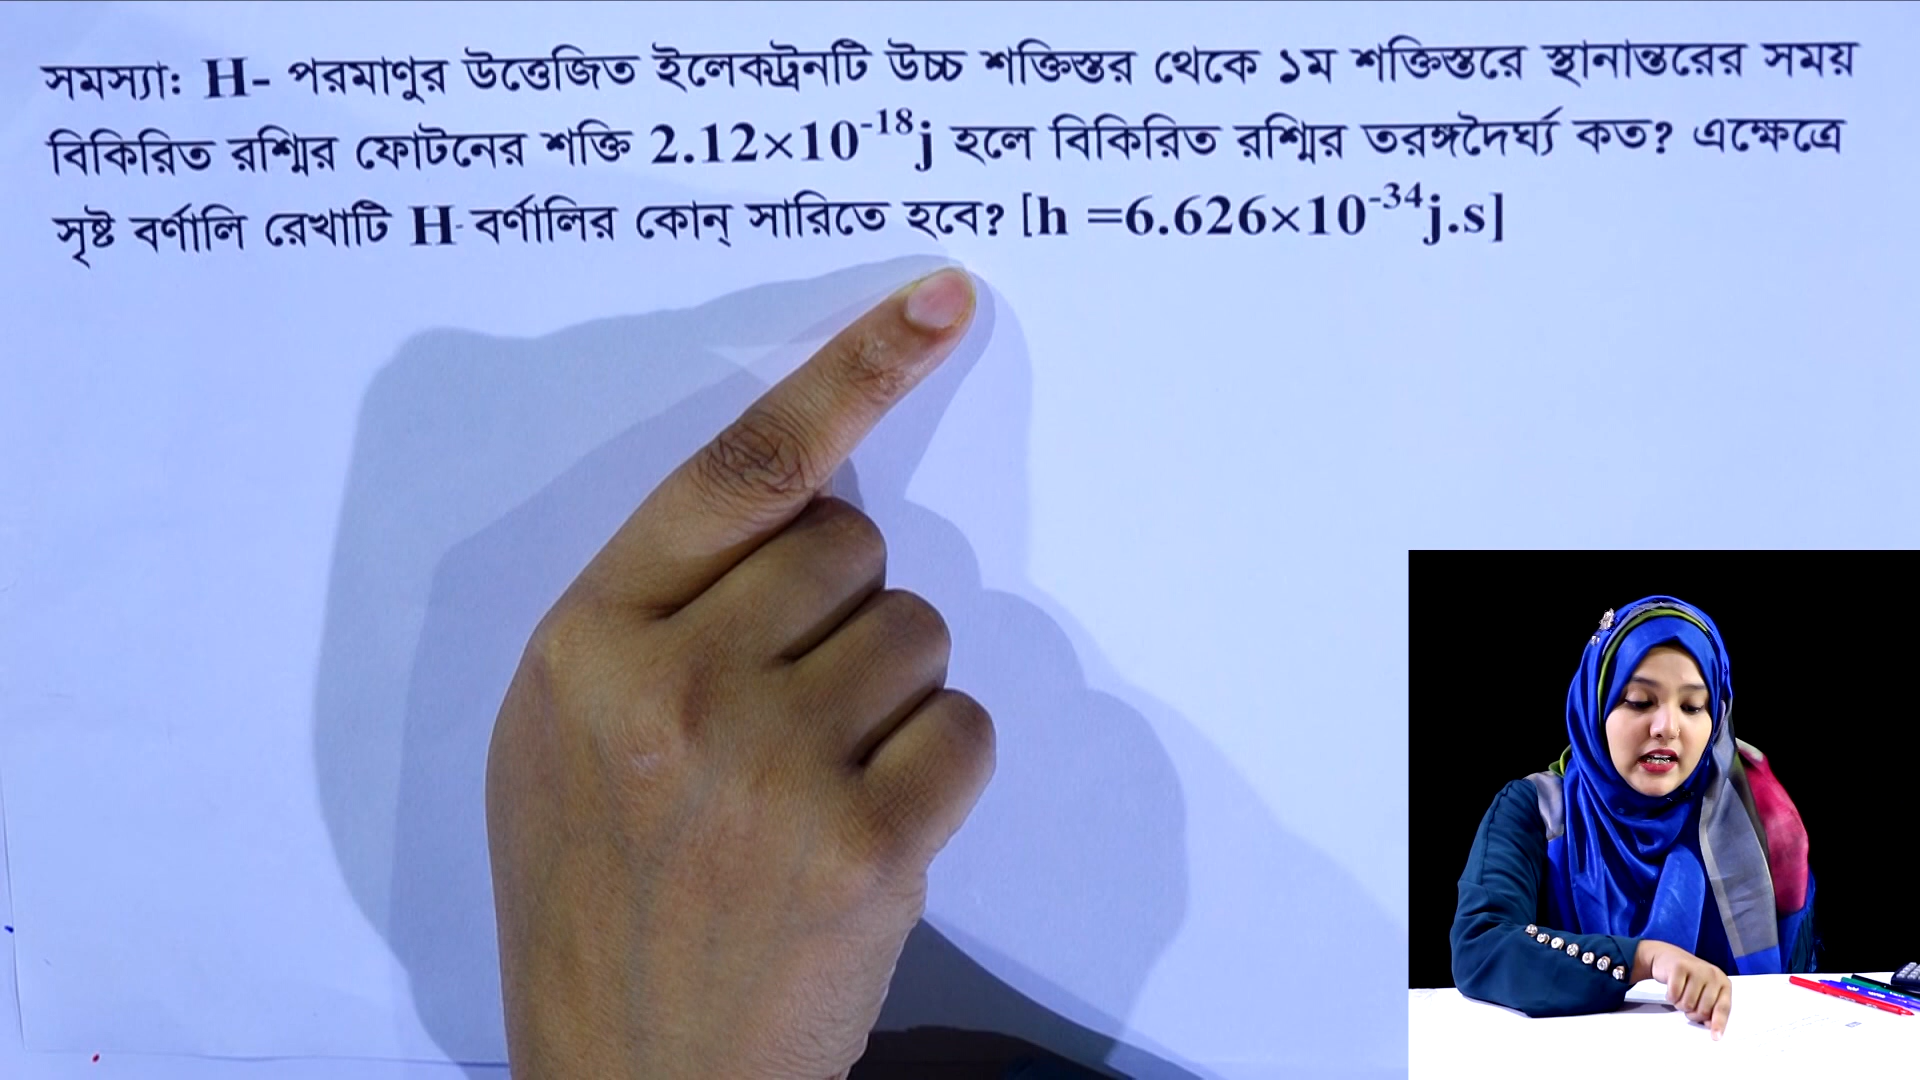 সমস্যাঃ H- পরমাণুর উত্তেজিত ইলেকট্রনটি উচ্চ শক্তিস্তর থেকে ১ম শক্তিস্তরে স্থানান্তরের সময়
বিকিরিত রশ্মির ফোটনের শক্তি 2.12×10⁻¹⁸j হলে বিকিরিত রশ্মির তরঙ্গদৈর্ঘ্য কত? এক্ষেত্রে
সৃষ্ট বর্ণালি রেখাটি H-বর্ণালির কোন্ সারিতে হবে? [h =6.626×10⁻³⁴j.s]